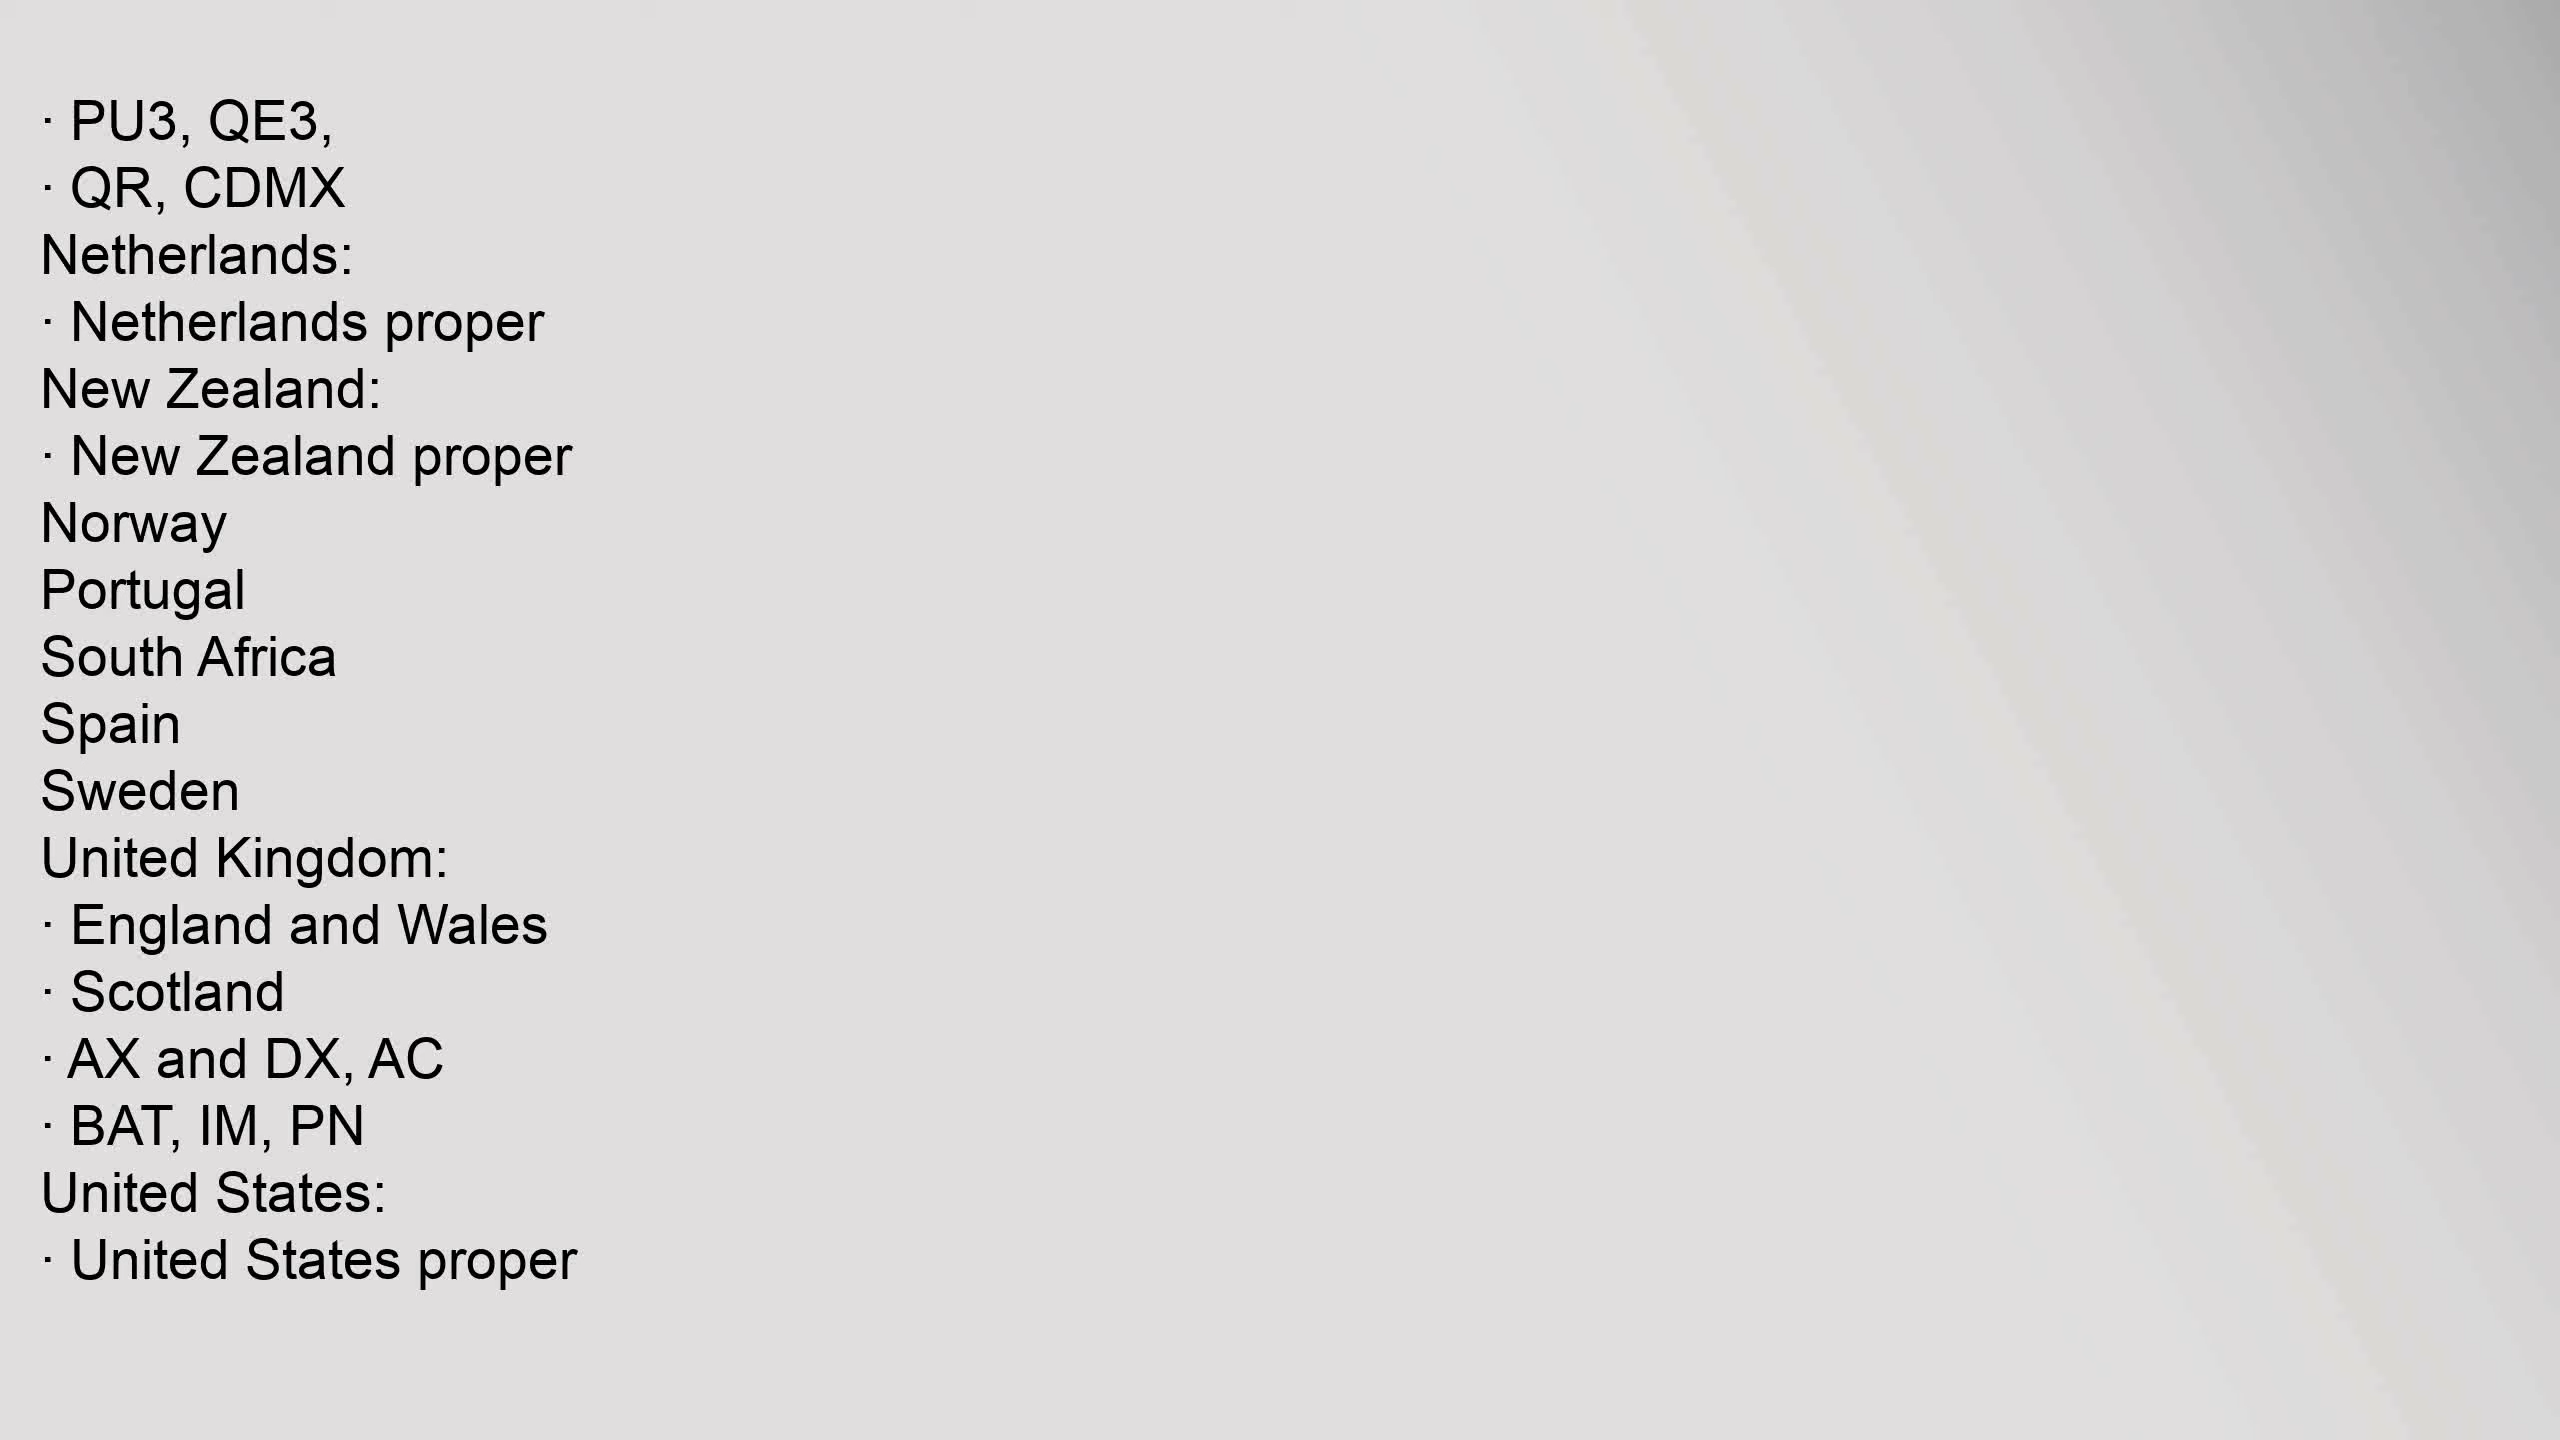 · PU3, QE3,
· QR, CDMX
Netherlands:
· Netherlands proper
New Zealand:
· New Zealand proper
Norway
Portugal
South Africa
Spain
Sweden
United Kingdom:
· England and Wales
· Scotland
· AX and DX, AC
· BAT, IM, PN
United States:
· United States proper